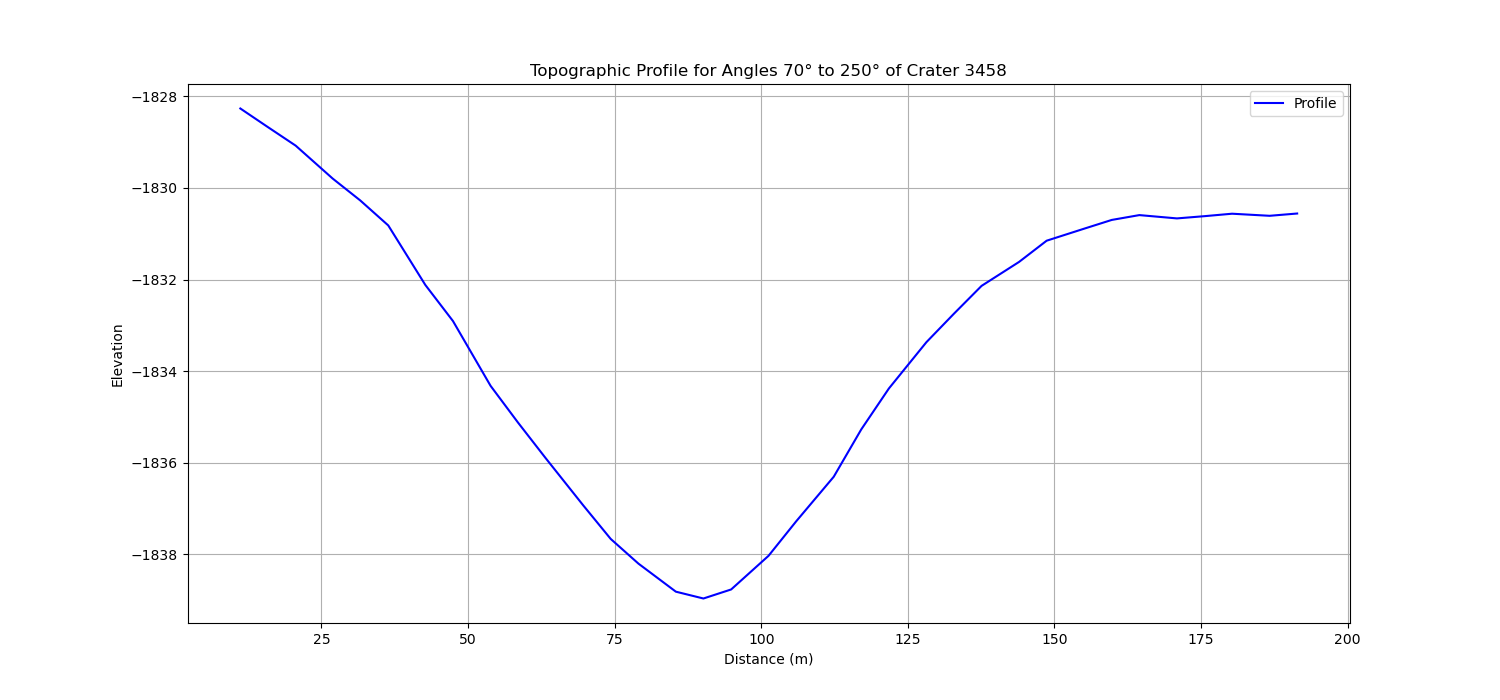 Topographic Profile for Angles 70° to 250° of Crater 3458
Profile
−1828
−1830
−1832
−1834
−1836
−1838
Elevation
25 50 75 100 125 150 175 200
Distance (m)